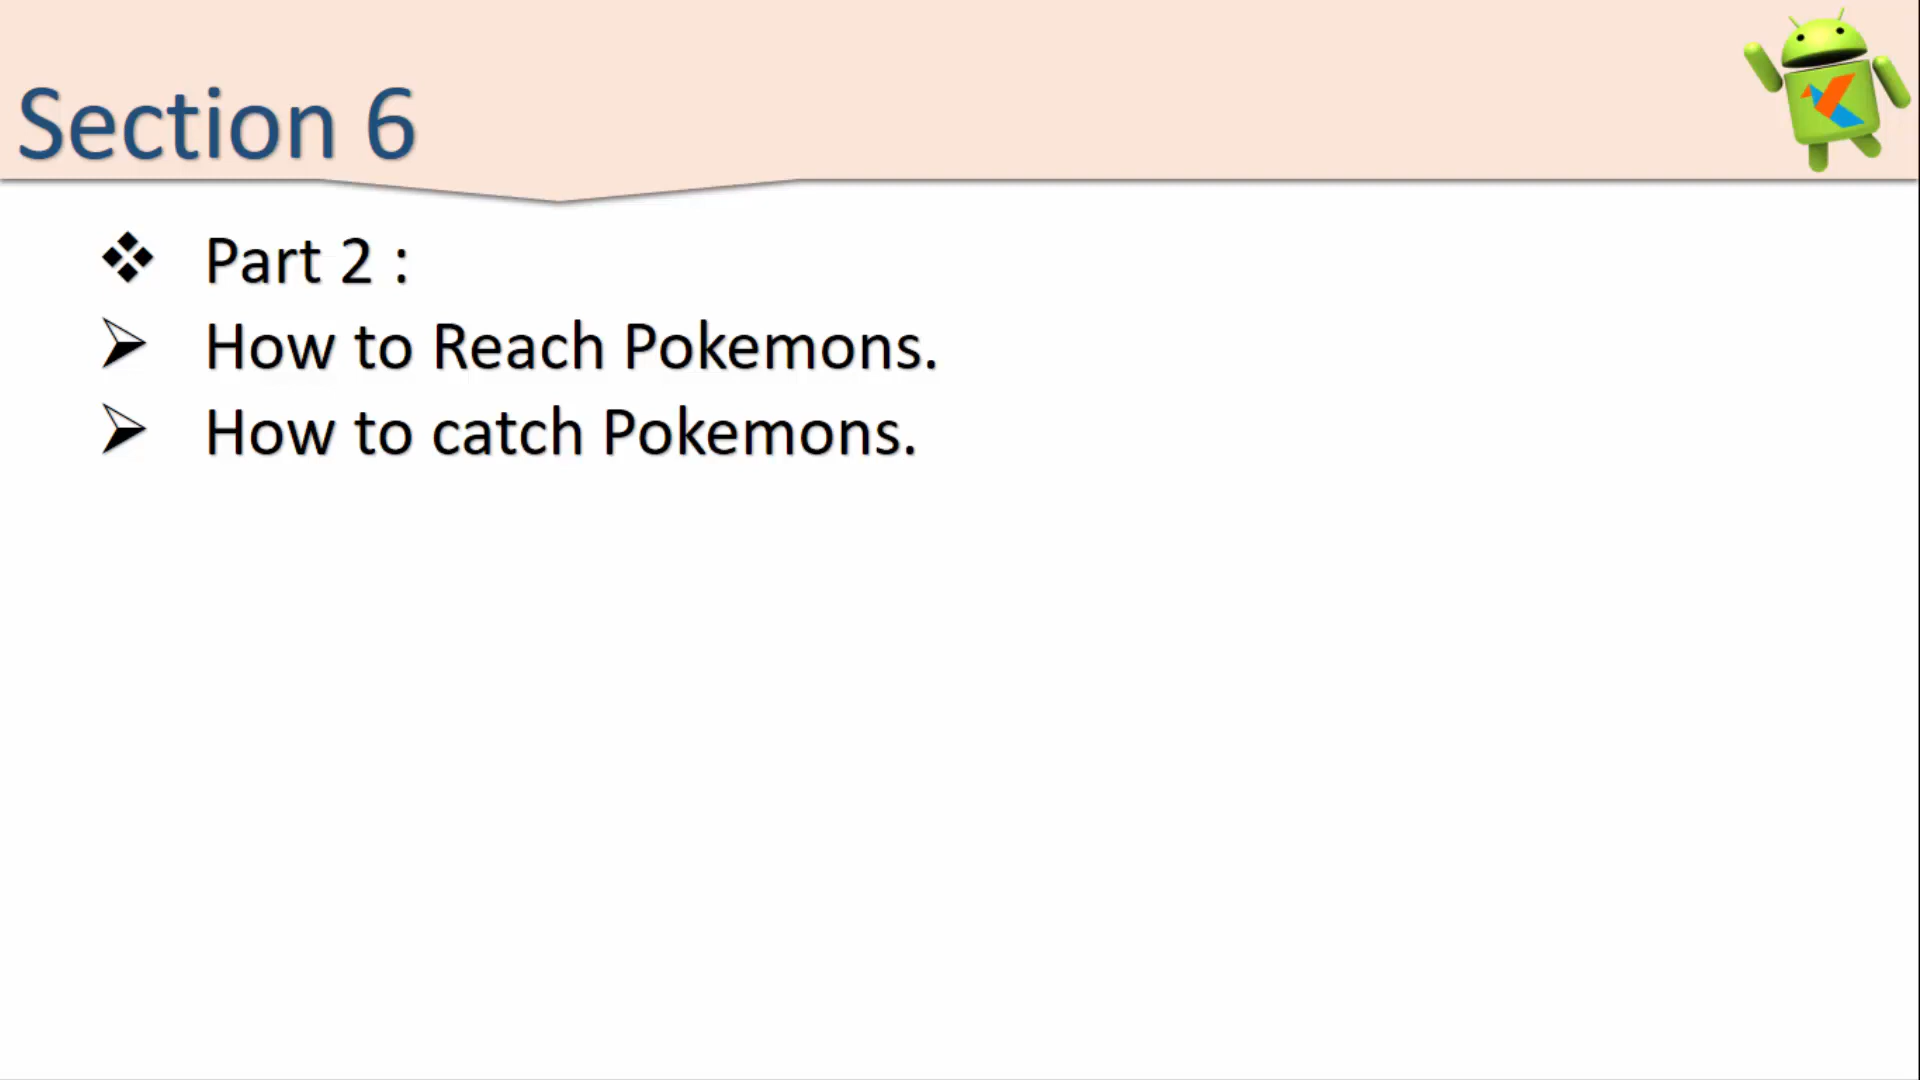 Section 6
❖ Part 2 :
➢ How to Reach Pokemons.
➢ How to catch Pokemons.